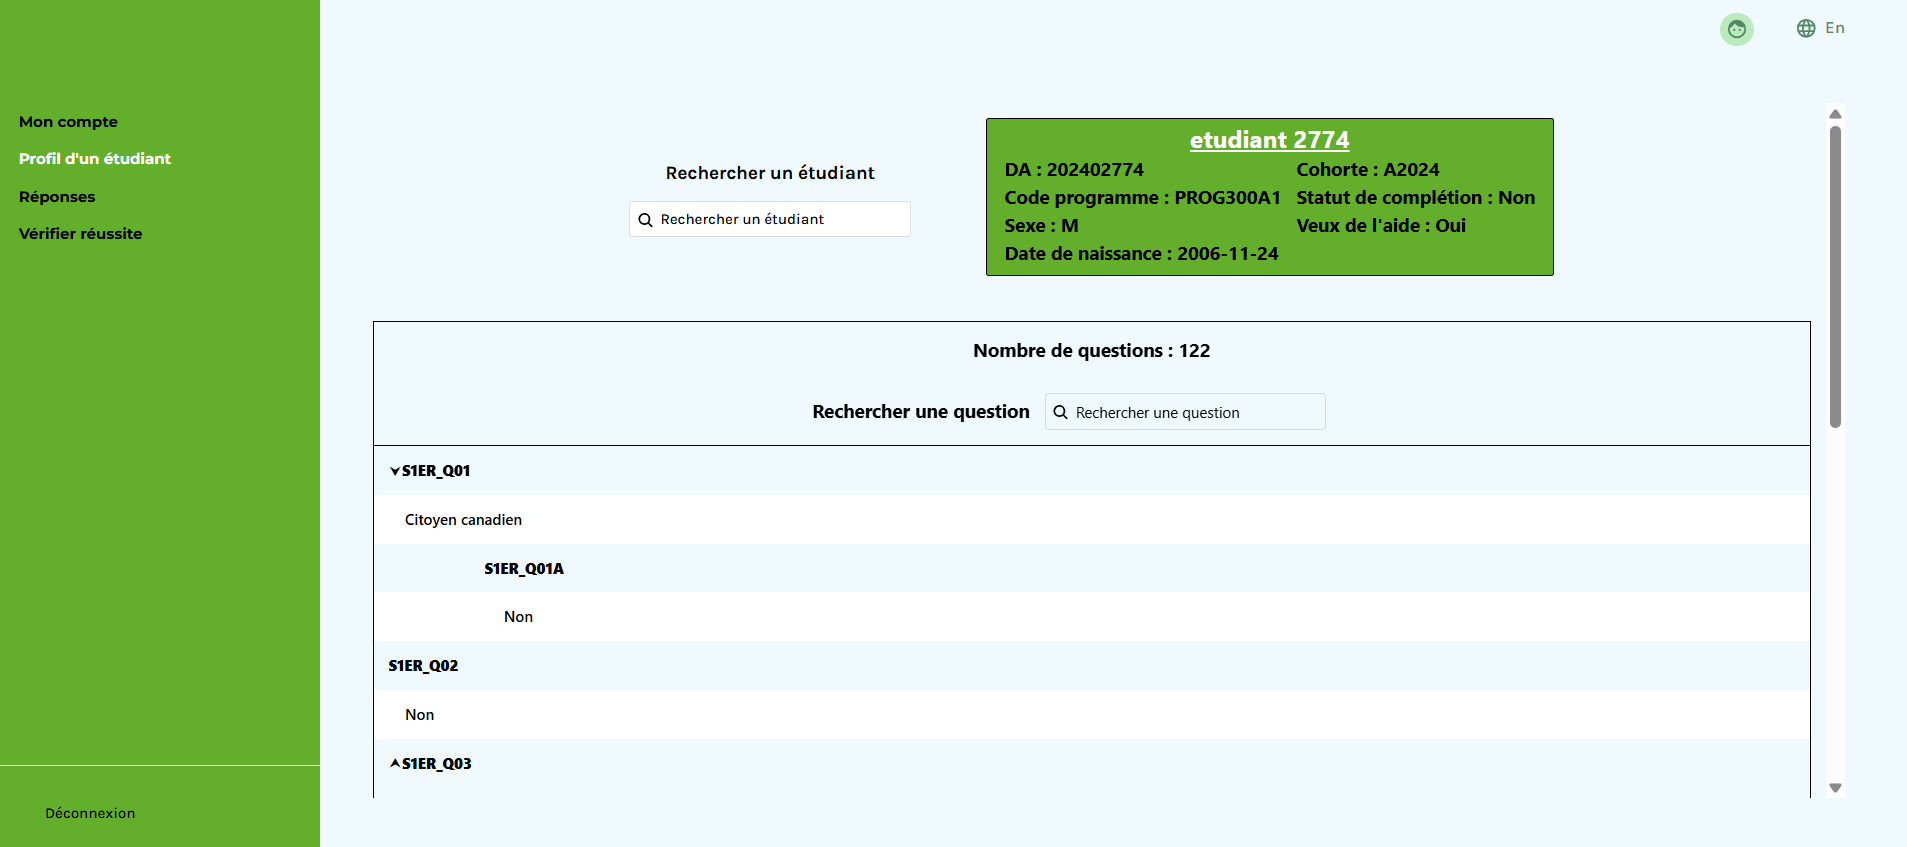 En
Mon compte
Profil d'un étudiant
Réponses
Vérifier réussite
Déconnexion
Rechercher un étudiant
Rechercher un étudiant
etudiant 2774
DA : 202402774 Cohorte : A2024
Code programme : PROG300A1 Statut de complétion : Non
Sexe : M Veux de l'aide : Oui
Date de naissance : 2006-11-24
Nombre de questions : 122
Rechercher une question Rechercher une question
S1ER_Q01
Citoyen canadien
S1ER_Q01A
Non
S1ER_Q02
Non
S1ER_Q03